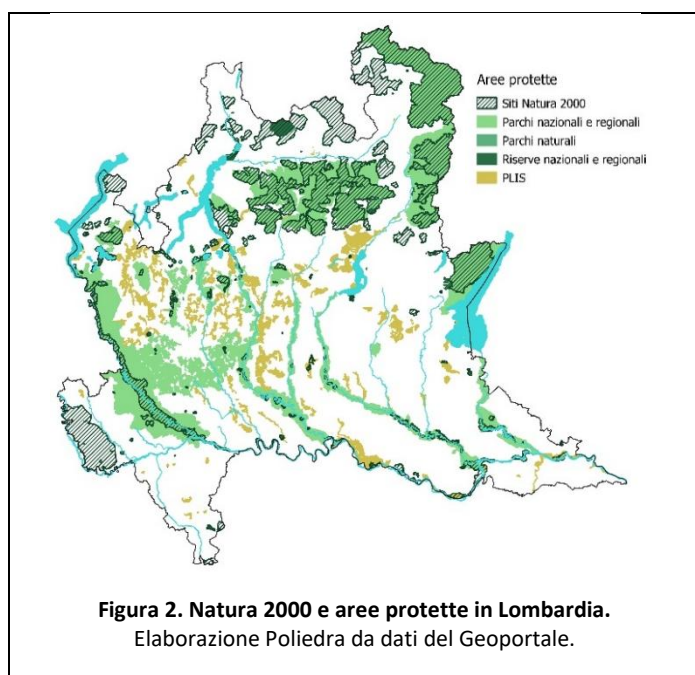 Aree protette
Siti Natura 2000
Parchi nazionali e regionali
Parchi naturali
Riserve nazionali e regionali
PLIS
Figura 2. Natura 2000 e aree protette in Lombardia.
Elaborazione Poliedra da dati del Geoportale.